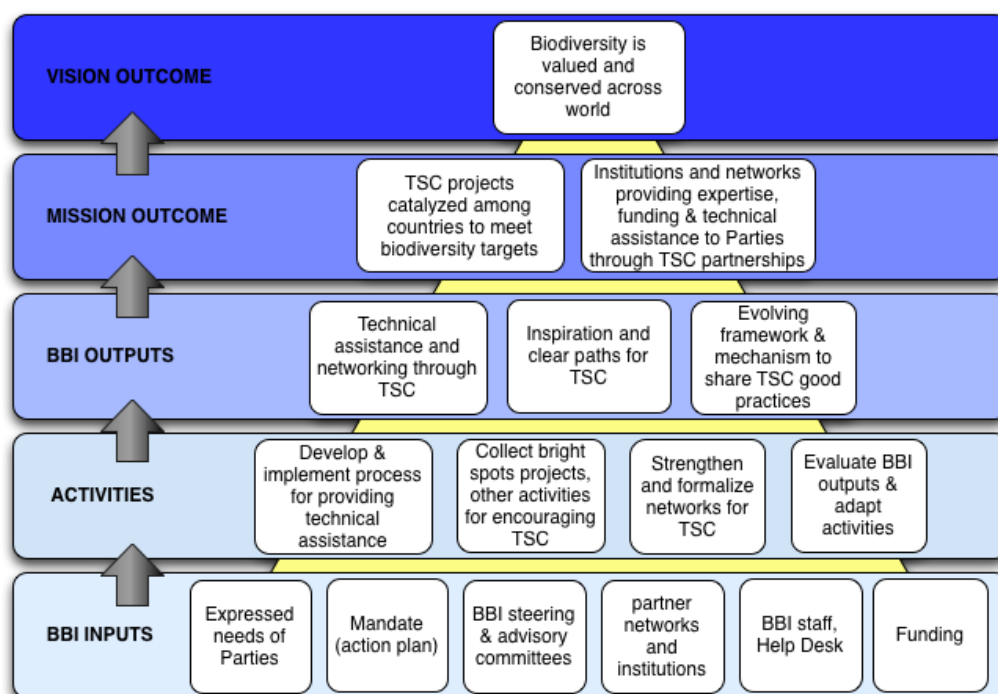 VISION OUTCOME
Biodiversity is
valued and
conserved across
world
MISSION OUTCOME
TSC projects
catalyzed among
countries to meet
biodiversity targets
Institutions and networks
providing expertise,
funding & technical
assistance to Parties
through TSC partnerships
BBI OUTPUTS
Technical
assistance and
networking through
TSC
Inspiration and
clear paths for
TSC
Evolving
framework &
mechanism to
share TSC good
practices
ACTIVITIES
Develop &
implement process
for providing
technical
assistance
Collect bright
spots projects,
other activities
for encouraging
TSC
Strengthen
and formalize
networks for
TSC
Evaluate BBI
outputs &
adapt
activities
BBI INPUTS
Expressed
needs of
Parties
Mandate
(action plan)
BBI steering
& advisory
committees
partner
networks
and
institutions
BBI staff,
Help Desk
Funding